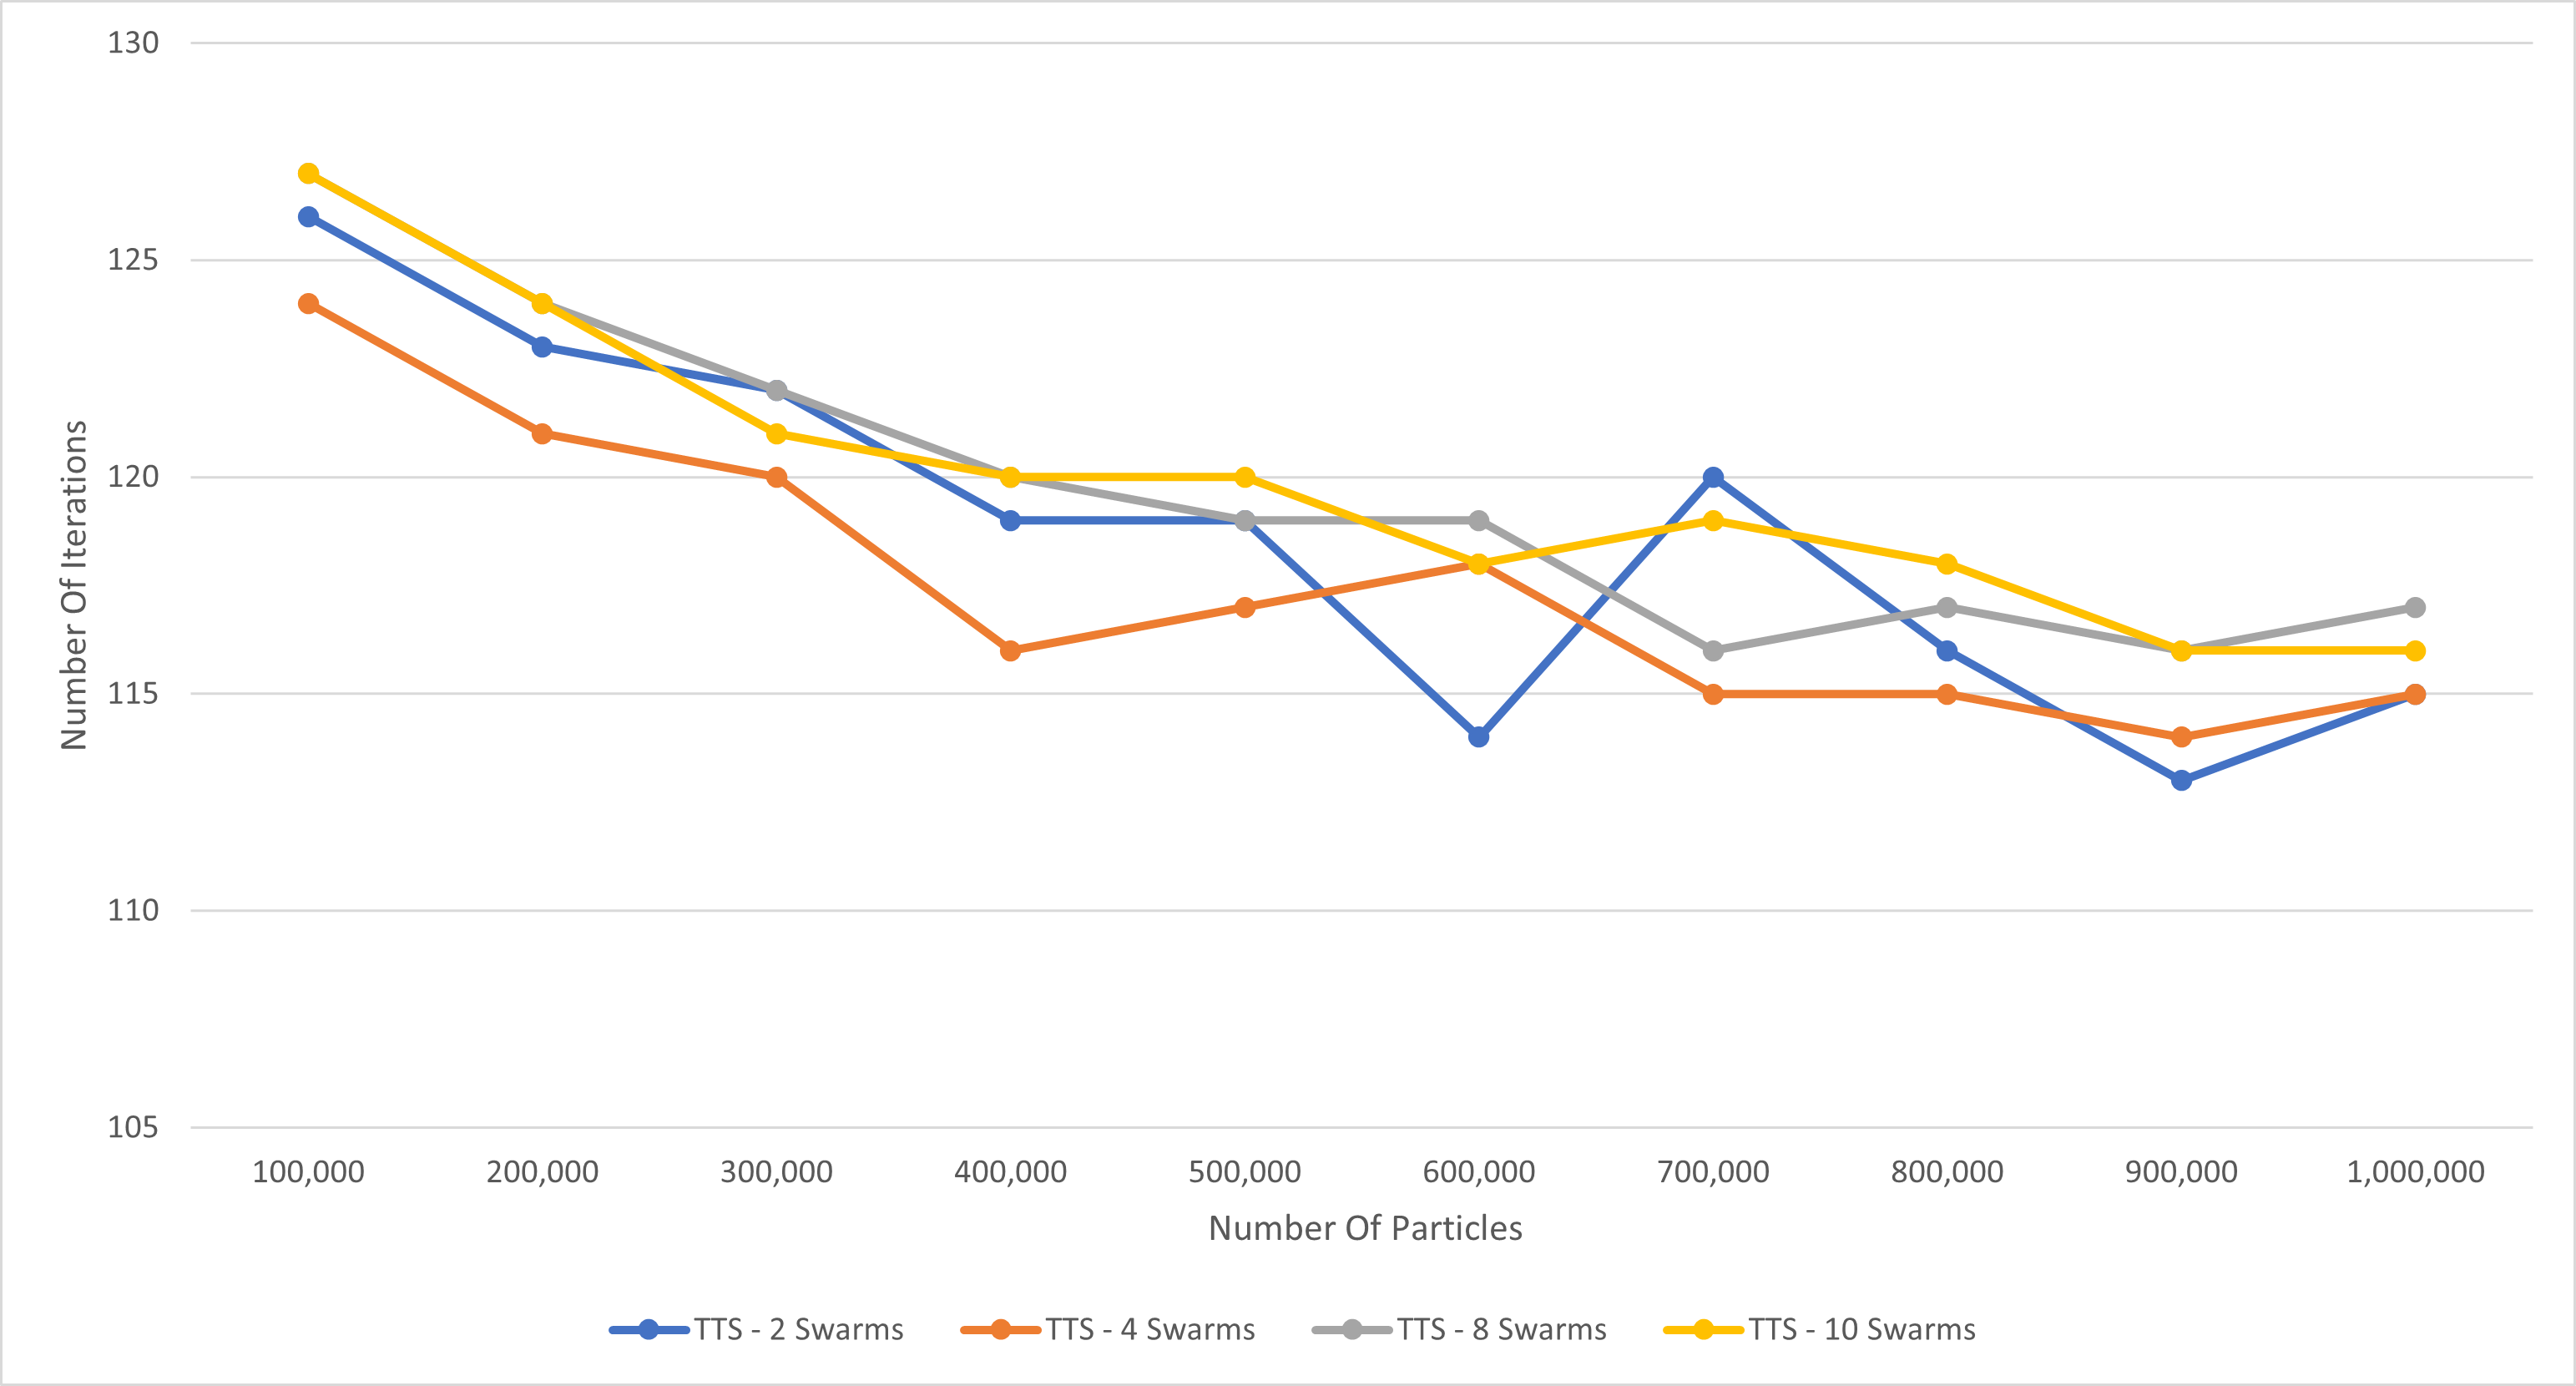 130
125
120
115
110
105
Number Of Iterations
100,000 200,000 300,000 400,000 500,000 600,000 700,000 800,000 900,000 1,000,000
Number Of Particles
TTS - 2 Swarms TTS - 4 Swarms TTS - 8 Swarms TTS - 10 Swarms